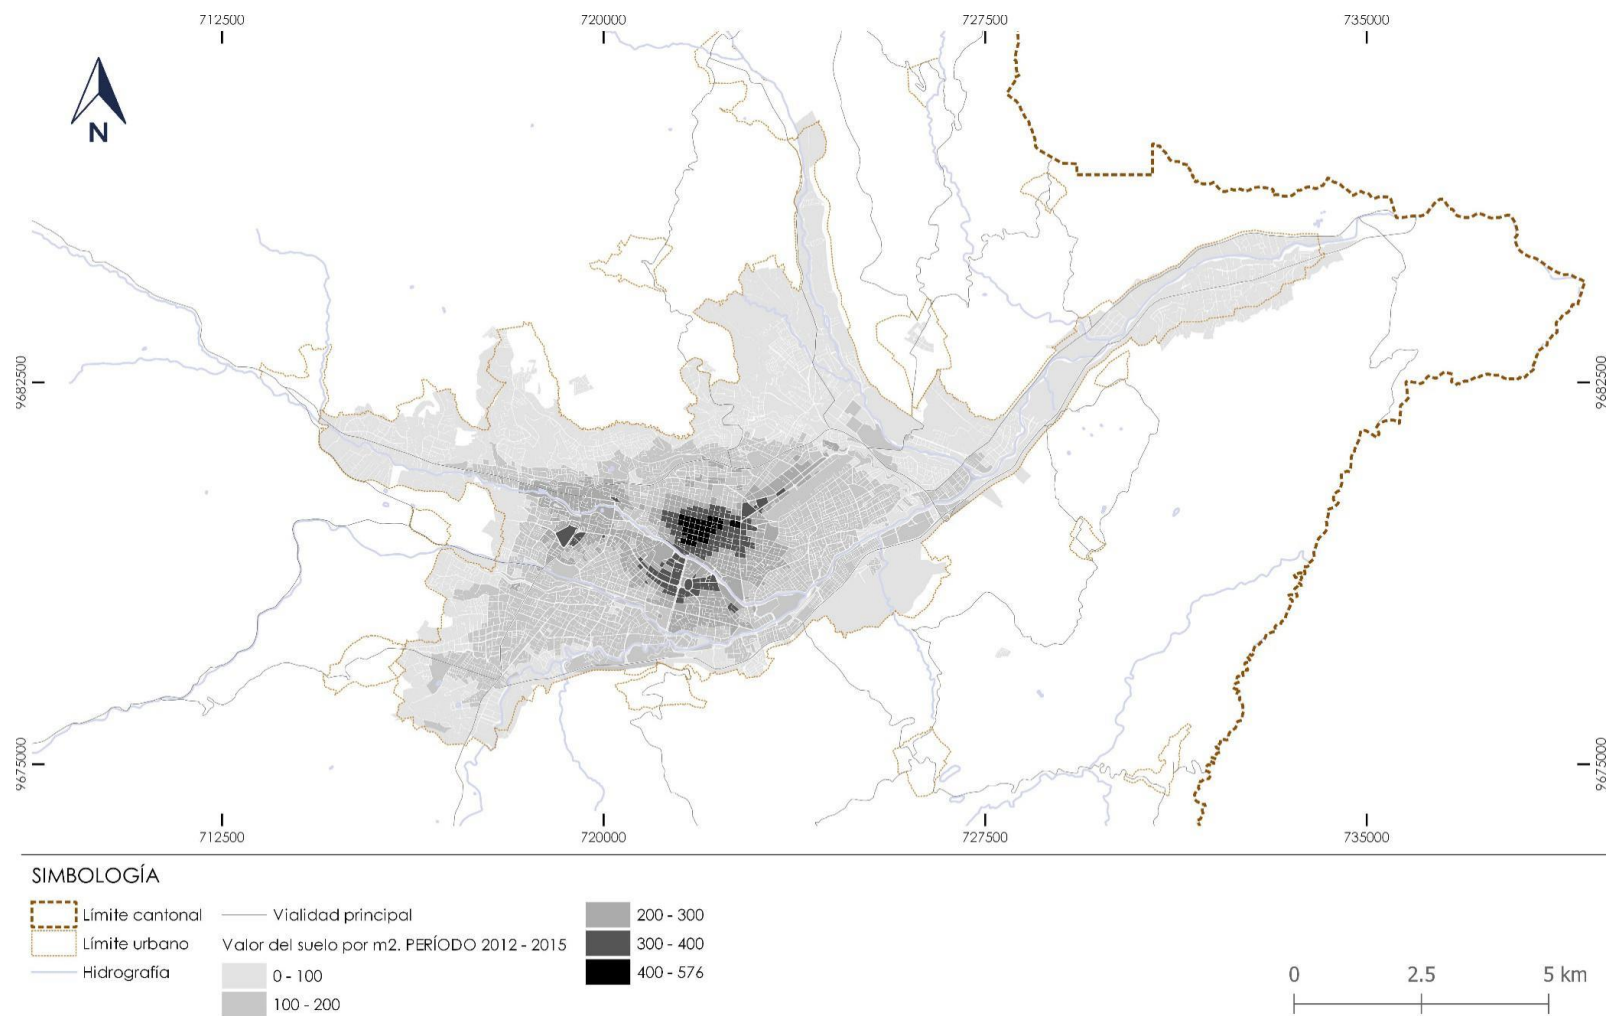 712500 720000 727500 735000
N
9682500 9682500
9675000 9675000
712500 720000 727500 735000
SIMBOLOGÍA
Límite cantonal
Límite urbano
Hidrografía
Vialidad principal
Valor del suelo por m2. PERÍODO 2012 - 2015
0 - 100
100 - 200
200 - 300
300 - 400
400 - 576
0 2.5 5 km